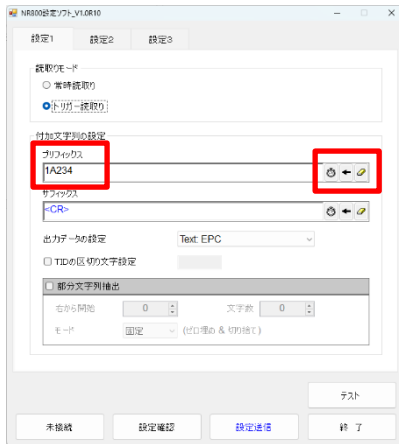 NR800設定ソフト_V1.0R10
設定1 設定2 設定3
読取りモード
常時読取り
トリガー読取り
付加文字列の設定
プリフィックス
1A234
サフィックス
<CR>
出力データの設定 Text: EPC
TIDの区切り文字設定
部分文字列抽出
右から開始 0 文字数 0
モード 固定 (ゼロ埋め & 切り捨て)
テスト
未接続 設定確認 設定送信 終 了